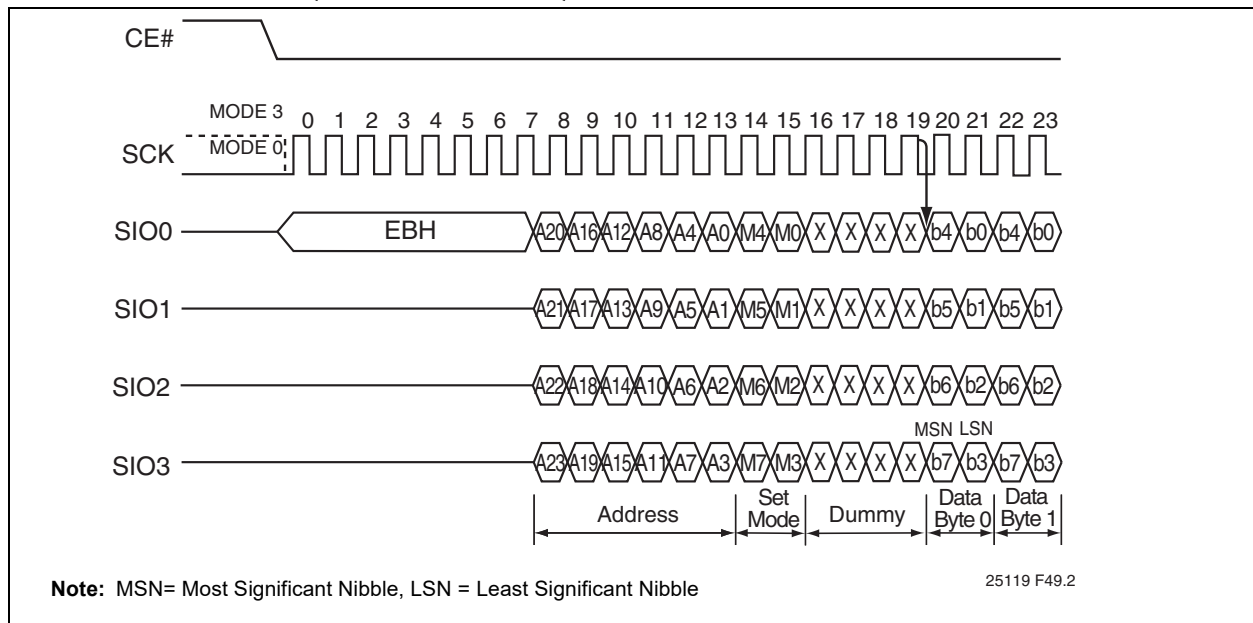 CE#
MODE 3
0 1 2 3 4 5 6 7 8 9 10 11 12 13 14 15 16 17 18 19 20 21 22 23
SCK
MODE 0
SIO0 EBH A20 A16 A12 A8 A4 A0 M4 M0 X X X X b4 b0 b4 b0
SIO1 A21 A17 A13 A9 A5 A1 M5 M1 X X X X b5 b1 b5 b1
SIO2 A22 A18 A14 A10 A6 A2 M6 M2 X X X X b6 b2 b6 b2
MSN LSN
SIO3 A23 A19 A15 A11 A7 A3 M7 M3 X X X X b7 b3 b7 b3
Address
Set
Mode
Dummy
Data
Byte 0
Data
Byte 1
Note: MSN= Most Significant Nibble, LSN = Least Significant Nibble
25119 F49.2